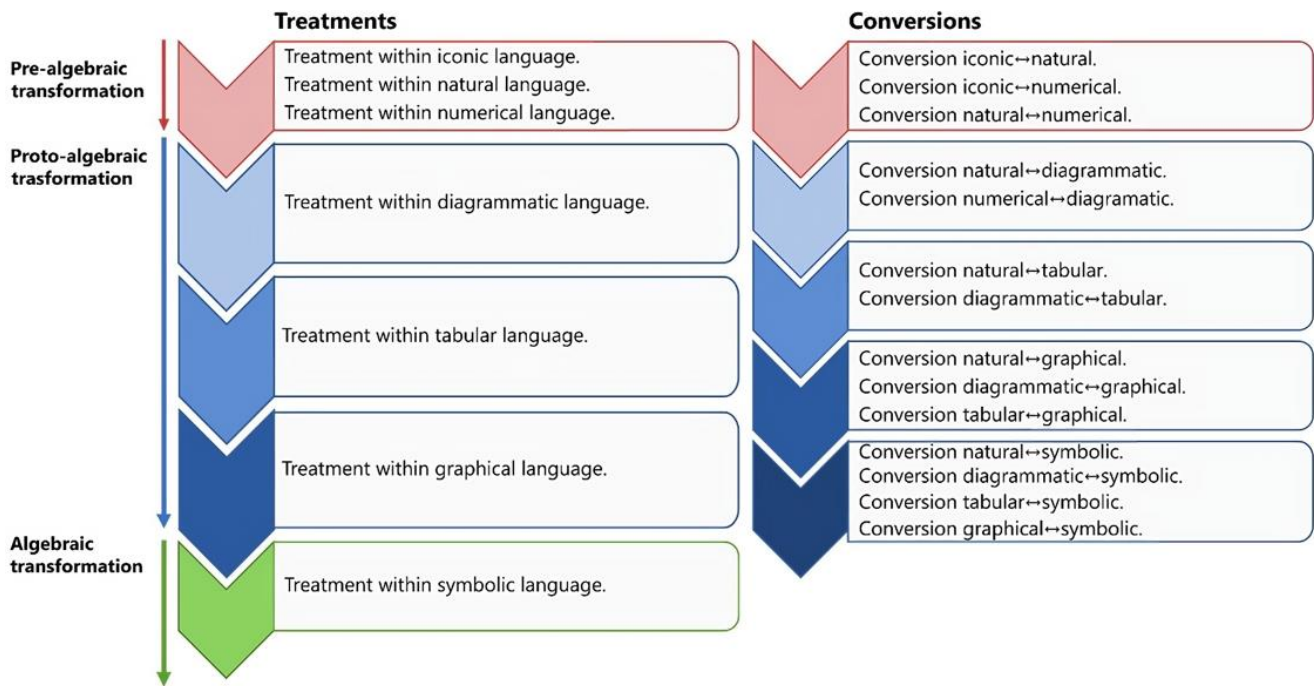 Treatments
Conversions
Pre-algebraic
transformation
Treatment within iconic language.
Treatment within natural language.
Treatment within numerical language.
Conversion iconic↔natural.
Conversion iconic↔numerical.
Conversion natural↔numerical.
Proto-algebraic
trasformation
Treatment within diagrammatic language.
Conversion natural↔diagrammatic.
Conversion numerical↔diagramatic.
Treatment within tabular language.
Conversion natural↔tabular.
Conversion diagrammatic↔tabular.
Treatment within graphical language.
Conversion natural↔graphical.
Conversion diagrammatic↔graphical.
Conversion tabular↔graphical.
Conversion natural↔symbolic.
Conversion diagrammatic↔symbolic.
Conversion tabular↔symbolic.
Conversion graphical↔symbolic.
Algebraic
transformation
Treatment within symbolic language.